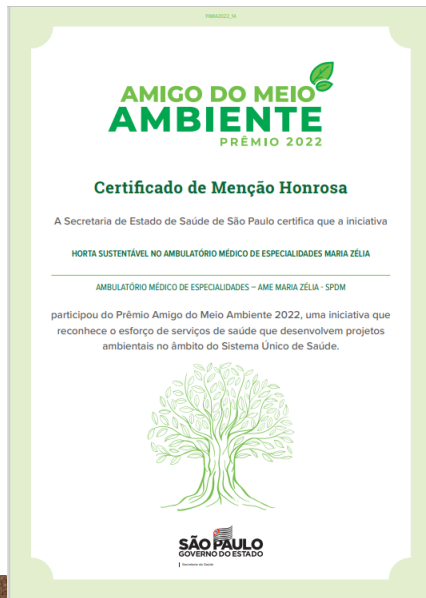 AMIGO DO MEIO
AMBIENTE
PRÊMIO 2022
Certificado de Menção Honrosa
A Secretaria de Estado de Saúde de São Paulo certifica que a iniciativa
HORTA SUSTENTÁVEL NO AMBULATÓRIO MÉDICO DE ESPECIALIDADES MARIA ZÉLIA
AMBULATÓRIO MÉDICO DE ESPECIALIDADES – AME MARIA ZÉLIA - SPDM
participou do Prêmio Amigo do Meio Ambiente 2022, uma iniciativa que
reconhece o esforço de serviços de saúde que desenvolvem projetos
ambientais no âmbito do Sistema Único de Saúde.
SÃO PAULO
GOVERNO DO ESTADO
Secretaria da Saúde